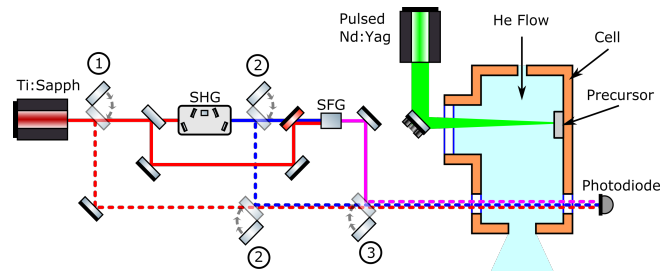 Pulsed
Nd:Yag
He Flow
Cell
Precursor
Ti:Sapph
1
SHG
2
SFG
Photodiode
2
3